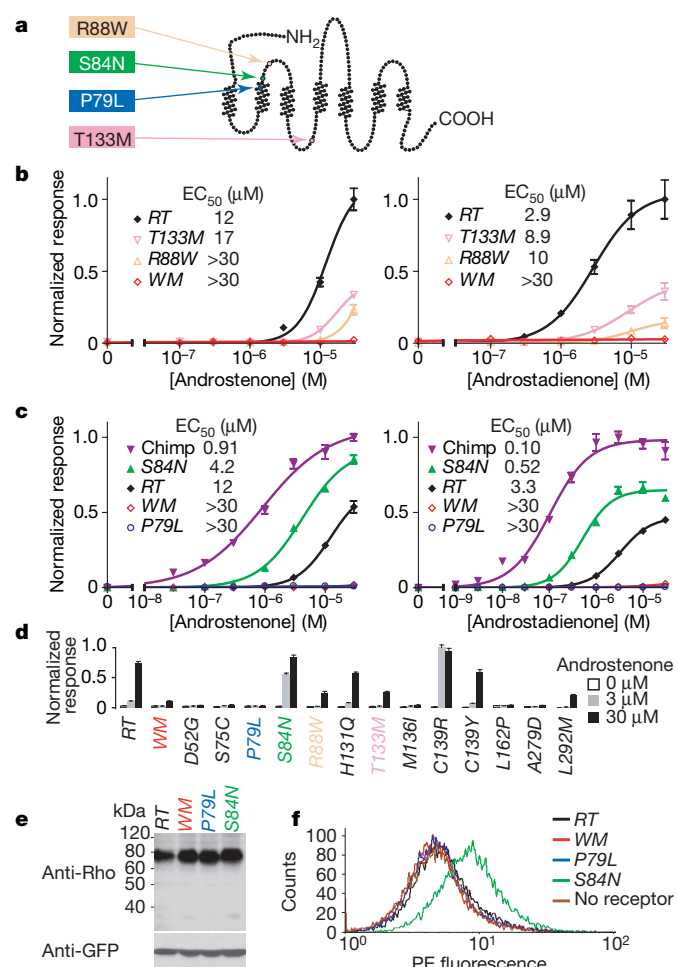 a
R88W
S84N
P79L
T133M
NH2
COOH
b
Normalized response
1.0
0.5
0
EC50 (μM)
RT 12
T133M 17
R88W >30
WM >30
0 10–7 10–6 10–5
[Androstenone] (M)
1.0
0.5
0
EC50 (μM)
RT 2.9
T133M 8.9
R88W 10
WM >30
0 10–7 10–6 10–5
[Androstadienone] (M)
c
Normalized response
1.0
0.5
0
EC50 (μM)
Chimp 0.91
S84N 4.2
RT 12
WM >30
P79L >30
0 10–8 10–7 10–6 10–5
[Androstenone] (M)
1.0
0.5
0
EC50 (μM)
Chimp 0.10
S84N 0.52
RT 3.3
WM >30
P79L >30
0 10–9 10–8 10–7 10–6 10–5
[Androstadienone] (M)
d
Normalized response
1.0
0.5
0
RT
WM
D52G
S75C
P79L
S84N
R88W
H131Q
T133M
M136I
C139R
C139Y
L162P
A279D
L292M
Androstenone
0 μM
3 μM
30 μM
e
kDa
RT
WM
P79L
S84N
120
80
60
50
40
Anti-Rho
Anti-GFP
f
Counts
100
80
60
40
20
0
100 101 102
PE fluorescence
RT
WM
P79L
S84N
No receptor